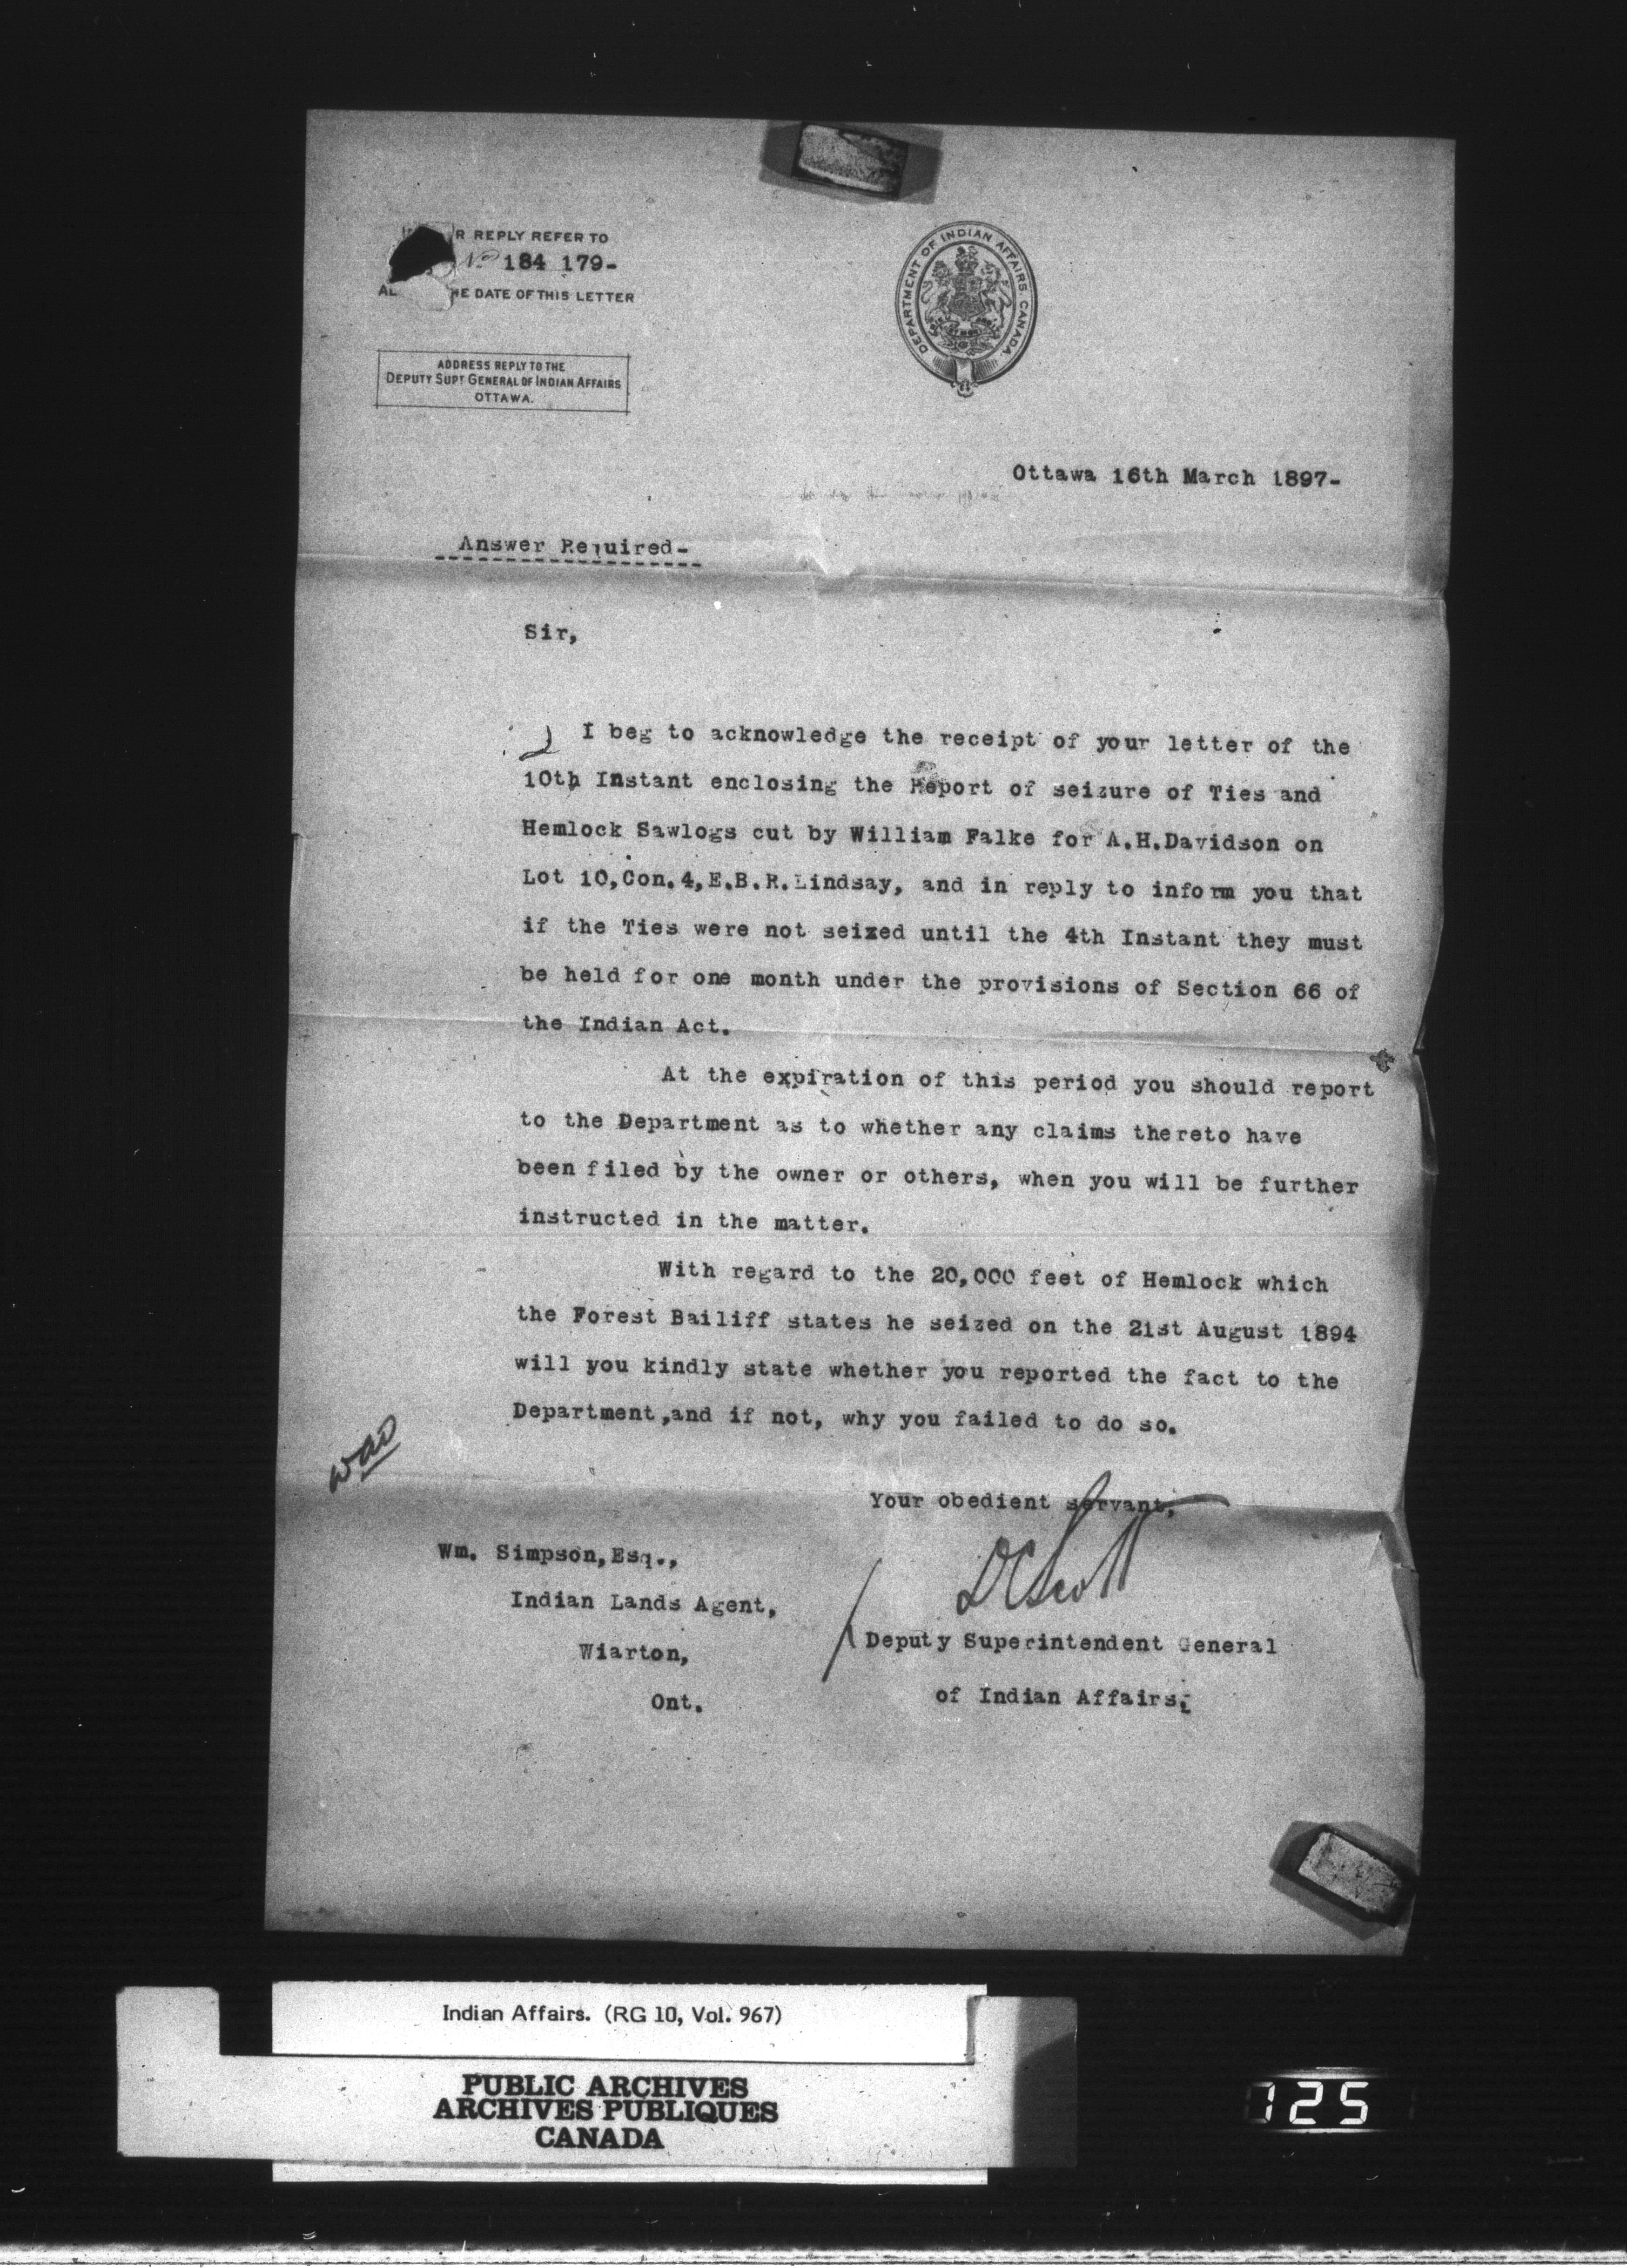 R REPLY REFER TO
No 184 179-
AL HE DATE OF THIS LETTER
ADDRESS REPLY TO THE
DEPUTY SUPT GENERAL OF INDIAN AFFAIRS
OTTAWA.
DEPARTMENT OF INDIAN AFFAIRS CANADA
Ottawa 16th March 1897-
Answer Required-
Sir,
I beg to acknowledge the receipt of your letter of the
10th Instant enclosing the Report of seizure of Ties and
Hemlock Sawlogs cut by William Falke for A.H.Davidson on
Lot 10,Con.4,E.B.R.Lindsay, and in reply to inform you that
if the Ties were not seized until the 4th Instant they must
be held for one month under the provisions of Section 66 of
the Indian Act.
At the expiration of this period you should report
to the Department as to whether any claims thereto have
been filed by the owner or others, when you will be further
instructed in the matter.
With regard to the 20,000 feet of Hemlock which
the Forest Bailiff states he seized on the 21st August 1894
will you kindly state whether you reported the fact to the
Department,and if not, why you failed to do so.
Your obedient servant,
DCScott
Deputy Superintendent General
of Indian Affairs.
Wm. Simpson,Esq.,
Indian Lands Agent,
Wiarton,
Ont.
Indian Affairs. (RG 10, Vol. 967)
PUBLIC ARCHIVES
ARCHIVES PUBLIQUES
CANADA
125